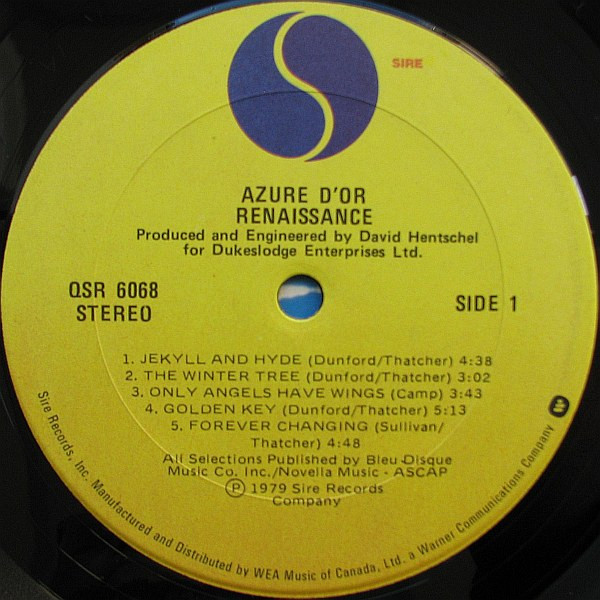 SIRE
AZURE D'OR
RENAISSANCE
Produced and Engineered by David Hentschel
for Dukeslodge Enterprises Ltd.
QSR 6068
STEREO
SIDE 1
1. JEKYLL AND HYDE (Dunford/Thatcher) 4:38
2. THE WINTER TREE (Dunford/Thatcher) 3:02
3. ONLY ANGELS HAVE WINGS (Camp) 3:43
4. GOLDEN KEY (Dunford/Thatcher) 5:13
5. FOREVER CHANGING (Sullivan/
Thatcher) 4:48
All Selections Published by Bleu Disque
Music Co. Inc./Novella Music - ASCAP
Ⓟ 1979 Sire Records
Company
Sire Records, Inc. Manufactured and Distributed by WEA Music of Canada, Ltd. a Warner Communications Company